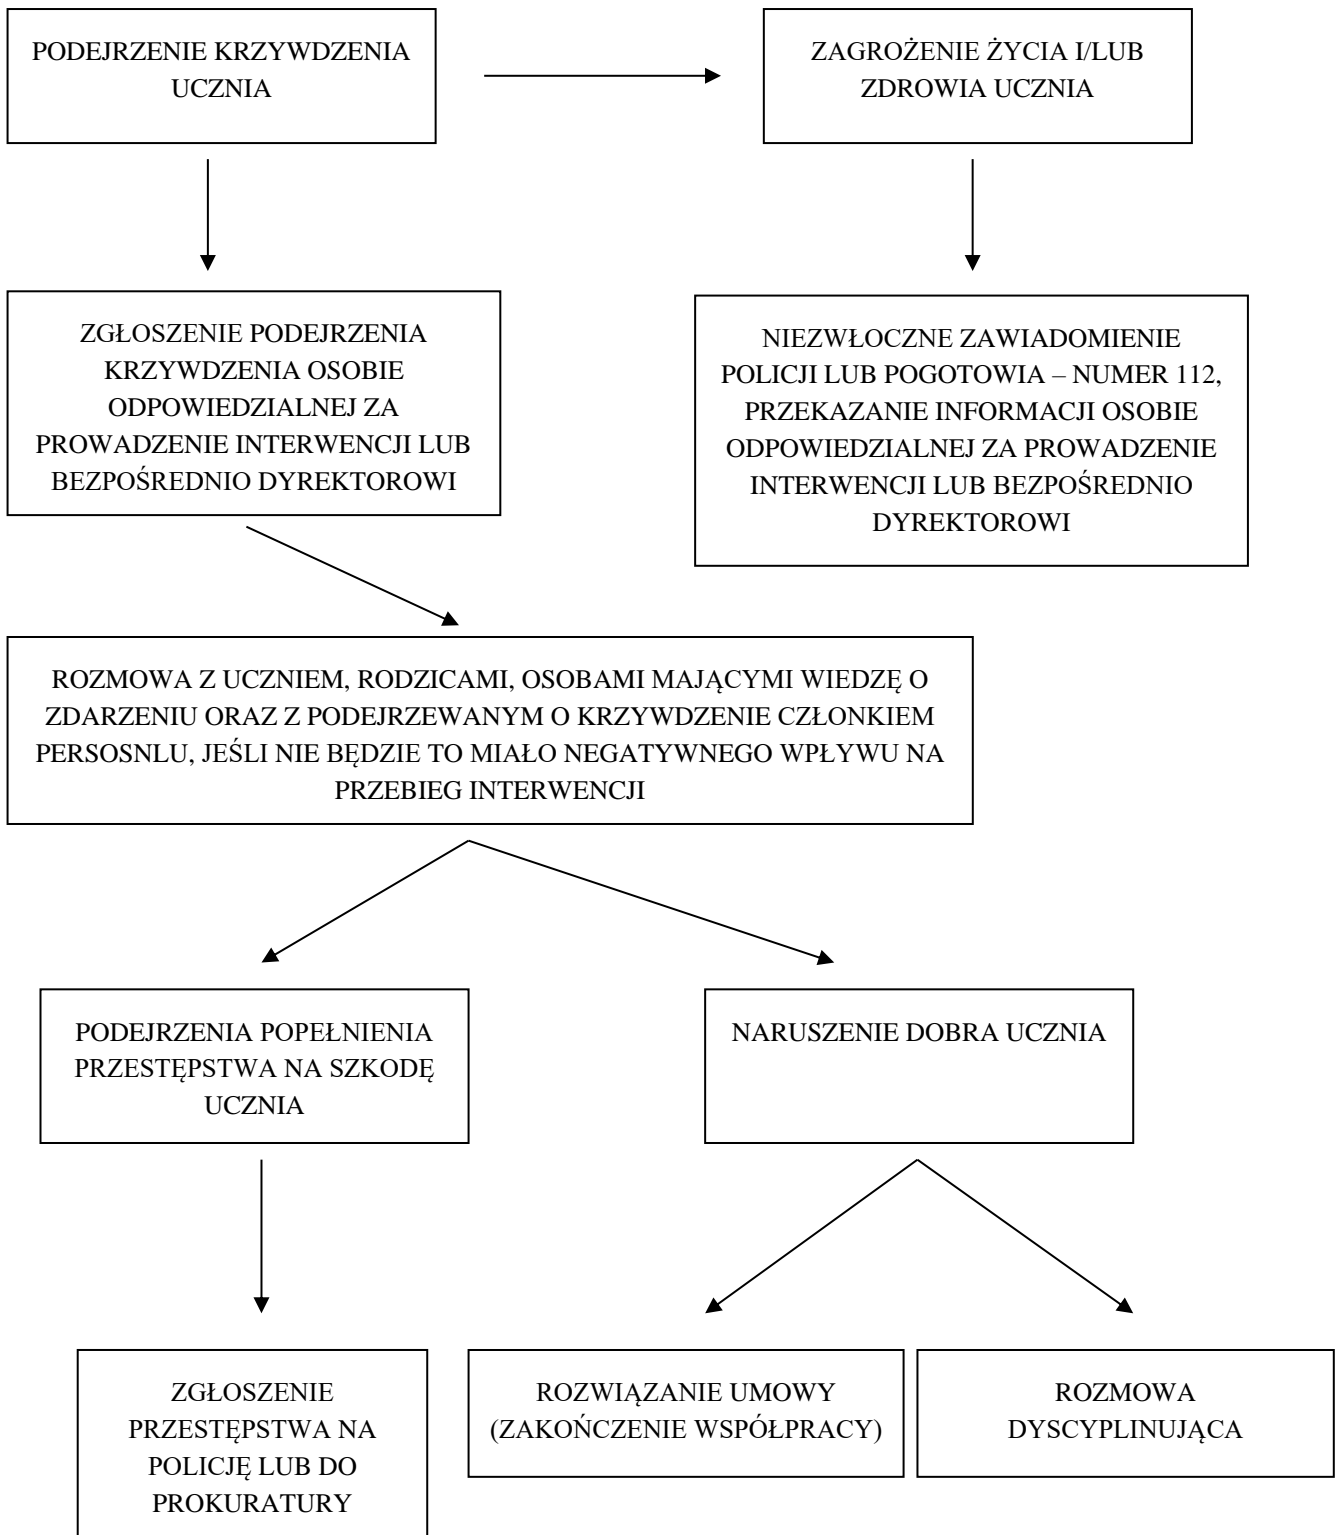 PODEJRZENIE KRZYWDZENIA
UCZNIA
ZAGROŻENIE ŻYCIA I/LUB
ZDROWIA UCZNIA
ZGŁOSZENIE PODEJRZENIA
KRZYWDZENIA OSOBIE
ODPOWIEDZIALNEJ ZA
PROWADZENIE INTERWENCJI LUB
BEZPOŚREDNIO DYREKTOROWI
NIEZWŁOCZNE ZAWIADOMIENIE
POLICJI LUB POGOTOWIA – NUMER 112,
PRZEKAZANIE INFORMACJI OSOBIE
ODPOWIEDZIALNEJ ZA PROWADZENIE
INTERWENCJI LUB BEZPOŚREDNIO
DYREKTOROWI
ROZMOWA Z UCZNIEM, RODZICAMI, OSOBAMI MAJĄCYMI WIEDZĘ O
ZDARZENIU ORAZ Z PODEJRZEWANYM O KRZYWDZENIE CZŁONKIEM
PERSOSNLU, JEŚLI NIE BĘDZIE TO MIAŁO NEGATYWNEGO WPŁYWU NA
PRZEBIEG INTERWENCJI
PODEJRZENIA POPEŁNIENIA
PRZESTĘPSTWA NA SZKODĘ
UCZNIA
NARUSZENIE DOBRA UCZNIA
ZGŁOSZENIE
PRZESTĘPSTWA NA
POLICJĘ LUB DO
PROKURATURY
ROZWIĄZANIE UMOWY
(ZAKOŃCZENIE WSPÓŁPRACY)
ROZMOWA
DYSCYPLINUJĄCA